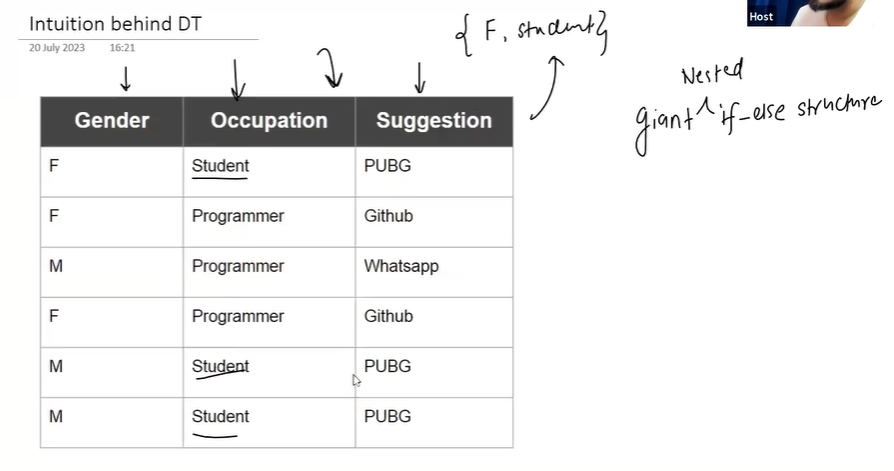 Intuition behind DT
20 July 2023 16:21
{ F, student }
Host
Nested
giant if-else structure
Gender Occupation Suggestion
F Student PUBG
F Programmer Github
M Programmer Whatsapp
F Programmer Github
M Student PUBG
M Student PUBG